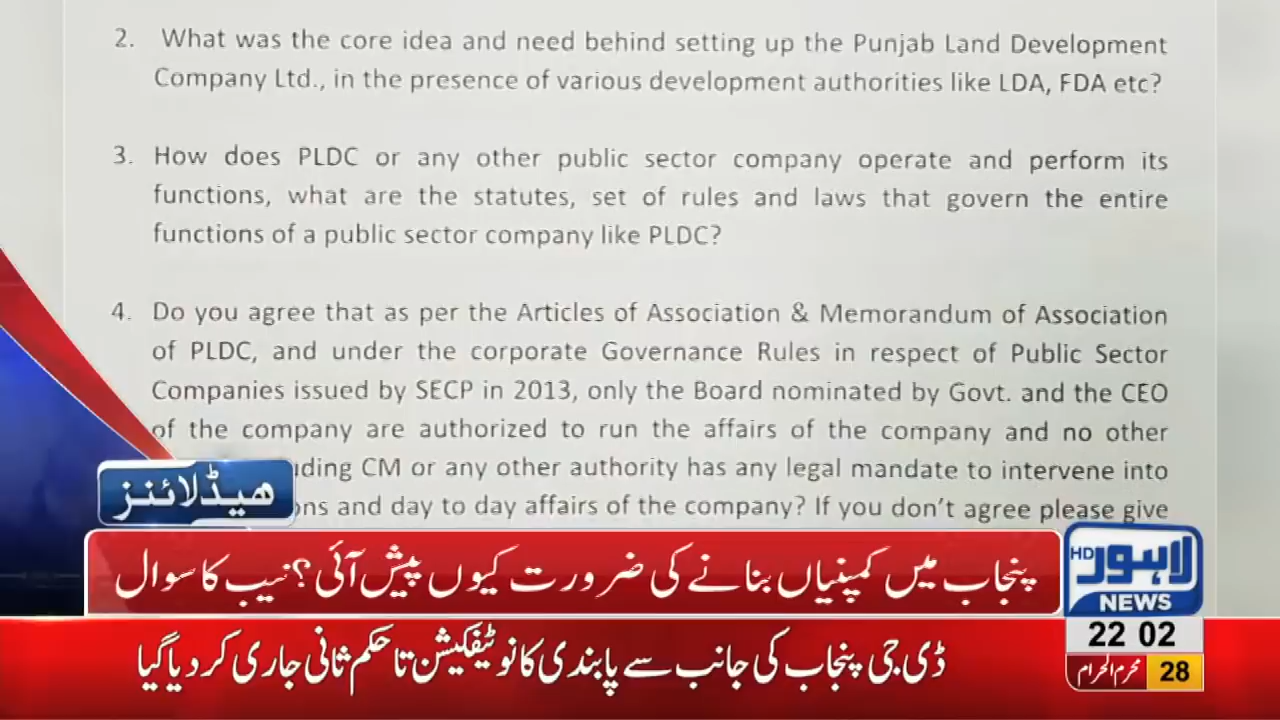 2. What was the core idea and need behind setting up the Punjab Land Development
Company Ltd., in the presence of various development authorities like LDA, FDA etc?
3. How does PLDC or any other public sector company operate and perform its
functions, what are the statutes, set of rules and laws that govern the entire
functions of a public sector company like PLDC?
4. Do you agree that as per the Articles of Association & Memorandum of Association
of PLDC, and under the corporate Governance Rules in respect of Public Sector
Companies issued by SECP in 2013, only the Board nominated by Govt. and the CEO
of the company are authorized to run the affairs of the company and no other
uding CM or any other authority has any legal mandate to intervene into
ns and day to day affairs of the company? If you don't agree please give
ہیڈلائنز
پنجاب میں کمپنیاں بنانے کی ضرورت کیوں پیش آئی؟ نیب کا سوال
لاہور HD
NEWS
22 02
ڈی جی پنجاب کی جانب سے پابندی کا نوٹیفکیشن تا حکم ثانی جاری کر دیا گیا
محرم الحرام 28